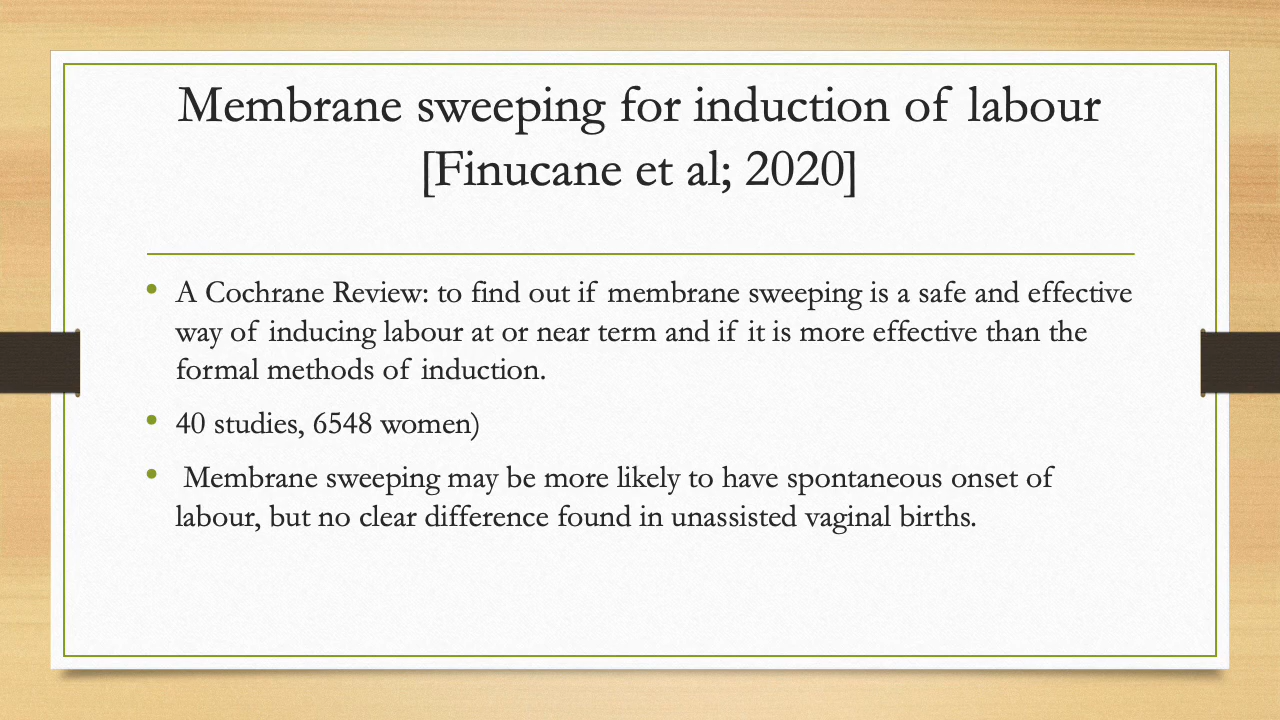 Membrane sweeping for induction of labour
[Finucane et al; 2020]
• A Cochrane Review: to find out if membrane sweeping is a safe and effective
way of inducing labour at or near term and if it is more effective than the
formal methods of induction.
• 40 studies, 6548 women)
• Membrane sweeping may be more likely to have spontaneous onset of
labour, but no clear difference found in unassisted vaginal births.